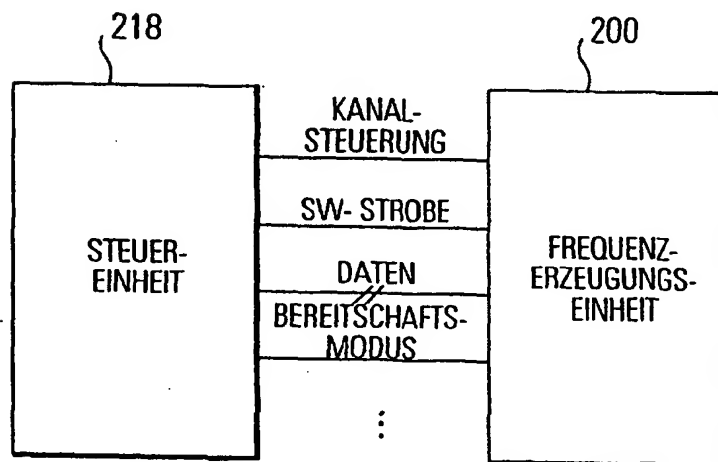 218
200
KANAL-
STEUERUNG
SW- STROBE
STEUER-
EINHEIT
DATEN
BEREITSCHAFTS-
MODUS
FREQUENZ-
ERZEUGUNGS-
EINHEIT